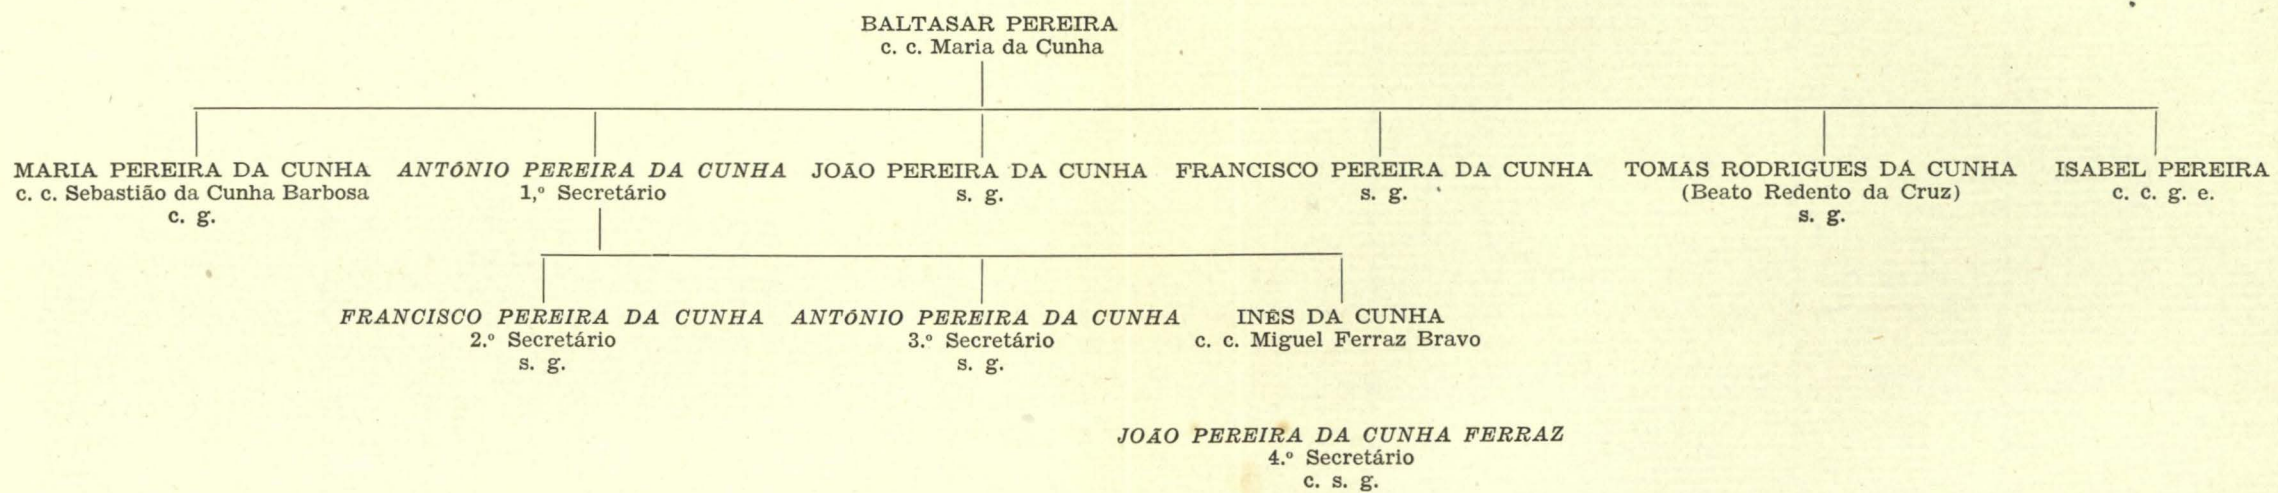 BALTASAR PEREIRA
c. c. Maria da Cunha
MARIA PEREIRA DA CUNHA
c. c. Sebastião da Cunha Barbosa
c. g.
ANTÓNIO PEREIRA DA CUNHA
1,º Secretário
JOÃO PEREIRA DA CUNHA
s. g.
FRANCISCO PEREIRA DA CUNHA
s. g.
TOMÁS RODRIGUES DA CUNHA
(Beato Redento da Cruz)
s. g.
ISABEL PEREIRA
c. c. g. e.
FRANCISCO PEREIRA DA CUNHA
2.º Secretário
s. g.
ANTÓNIO PEREIRA DA CUNHA
3.º Secretário
s. g.
INÊS DA CUNHA
c. c. Miguel Ferraz Bravo
JOÃO PEREIRA DA CUNHA FERRAZ
4.º Secretário
c. s. g.